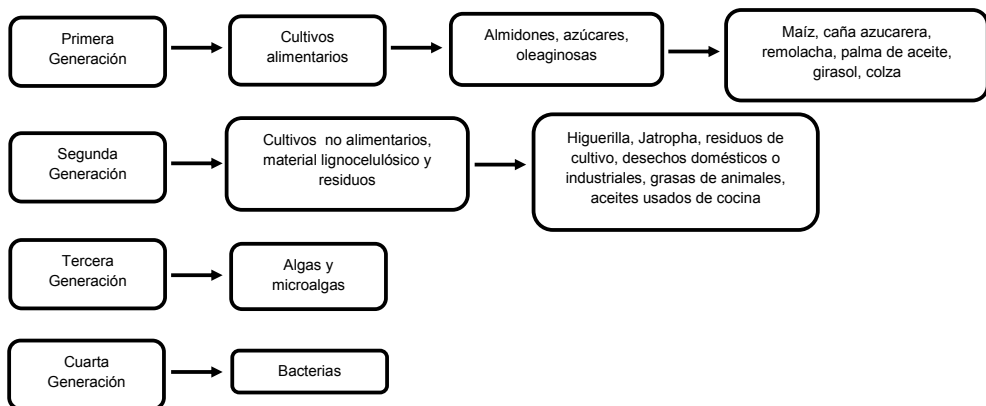 Primera
Generación
Cultivos
alimentarios
Almidones, azúcares,
oleaginosas
Maíz, caña azucarera,
remolacha, palma de aceite,
girasol, colza
Segunda
Generación
Cultivos no alimentarios,
material lignocelulósico y
residuos
Higuerilla, Jatropha, residuos de
cultivo, desechos domésticos o
industriales, grasas de animales,
aceites usados de cocina
Tercera
Generación
Algas y
microalgas
Cuarta
Generación
Bacterias